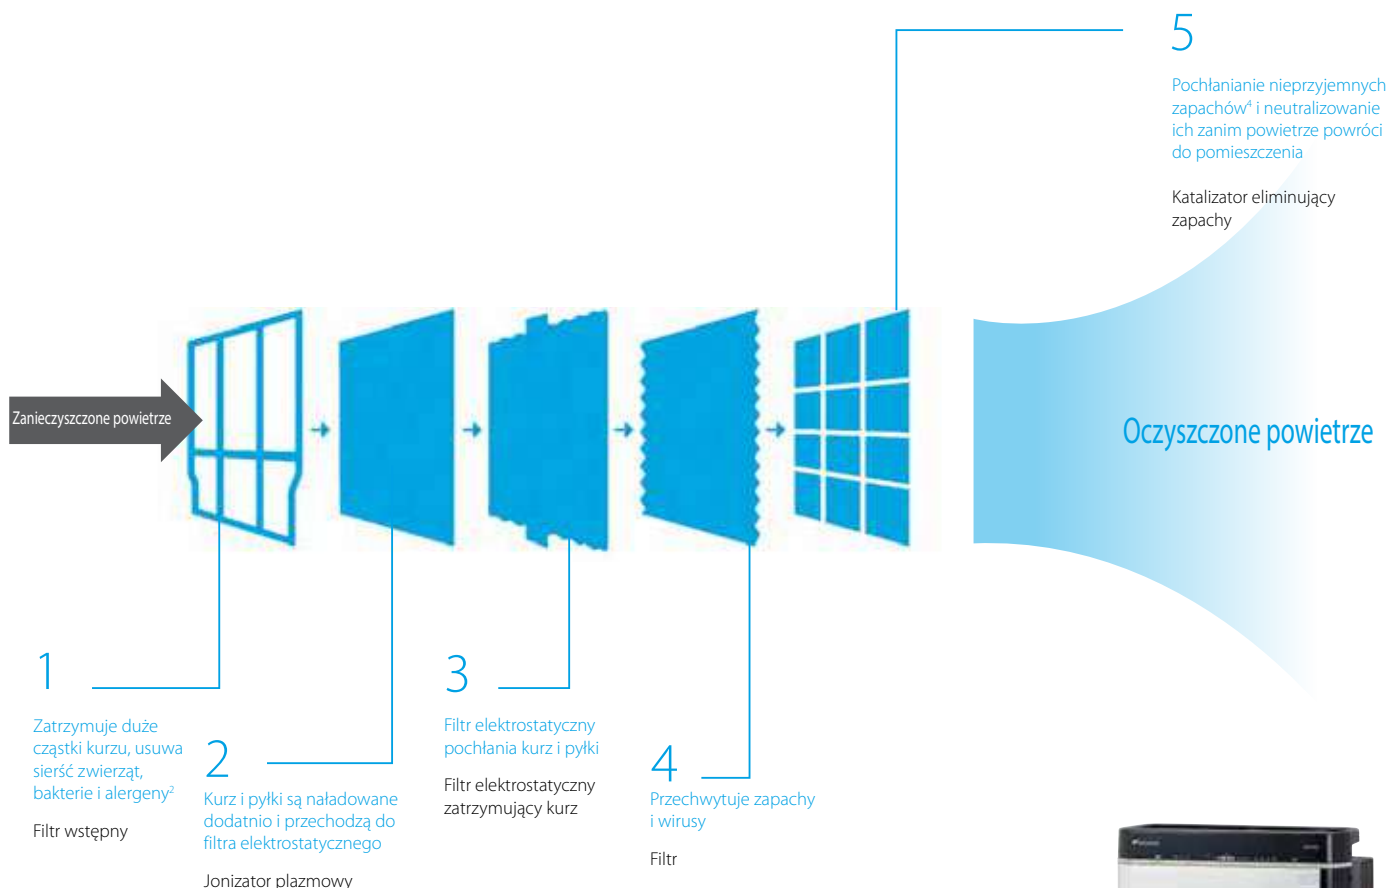 5
Pochłanianie nieprzyjemnych
zapachów⁴ i neutralizowanie
ich zanim powietrze powróci
do pomieszczenia
Katalizator eliminujący
zapachy
Zanieczyszczone powietrze
Oczyszczone powietrze
1
Zatrzymuje duże
cząstki kurzu, usuwa
sierść zwierząt,
bakterie i alergeny²
Filtr wstępny
2
Kurz i pyłki są naładowane
dodatnio i przechodzą do
filtra elektrostatycznego
Jonizator plazmowy
3
Filtr elektrostatyczny
pochłania kurz i pyłki
Filtr elektrostatyczny
zatrzymujący kurz
4
Przechwytuje zapachy
i wirusy
Filtr